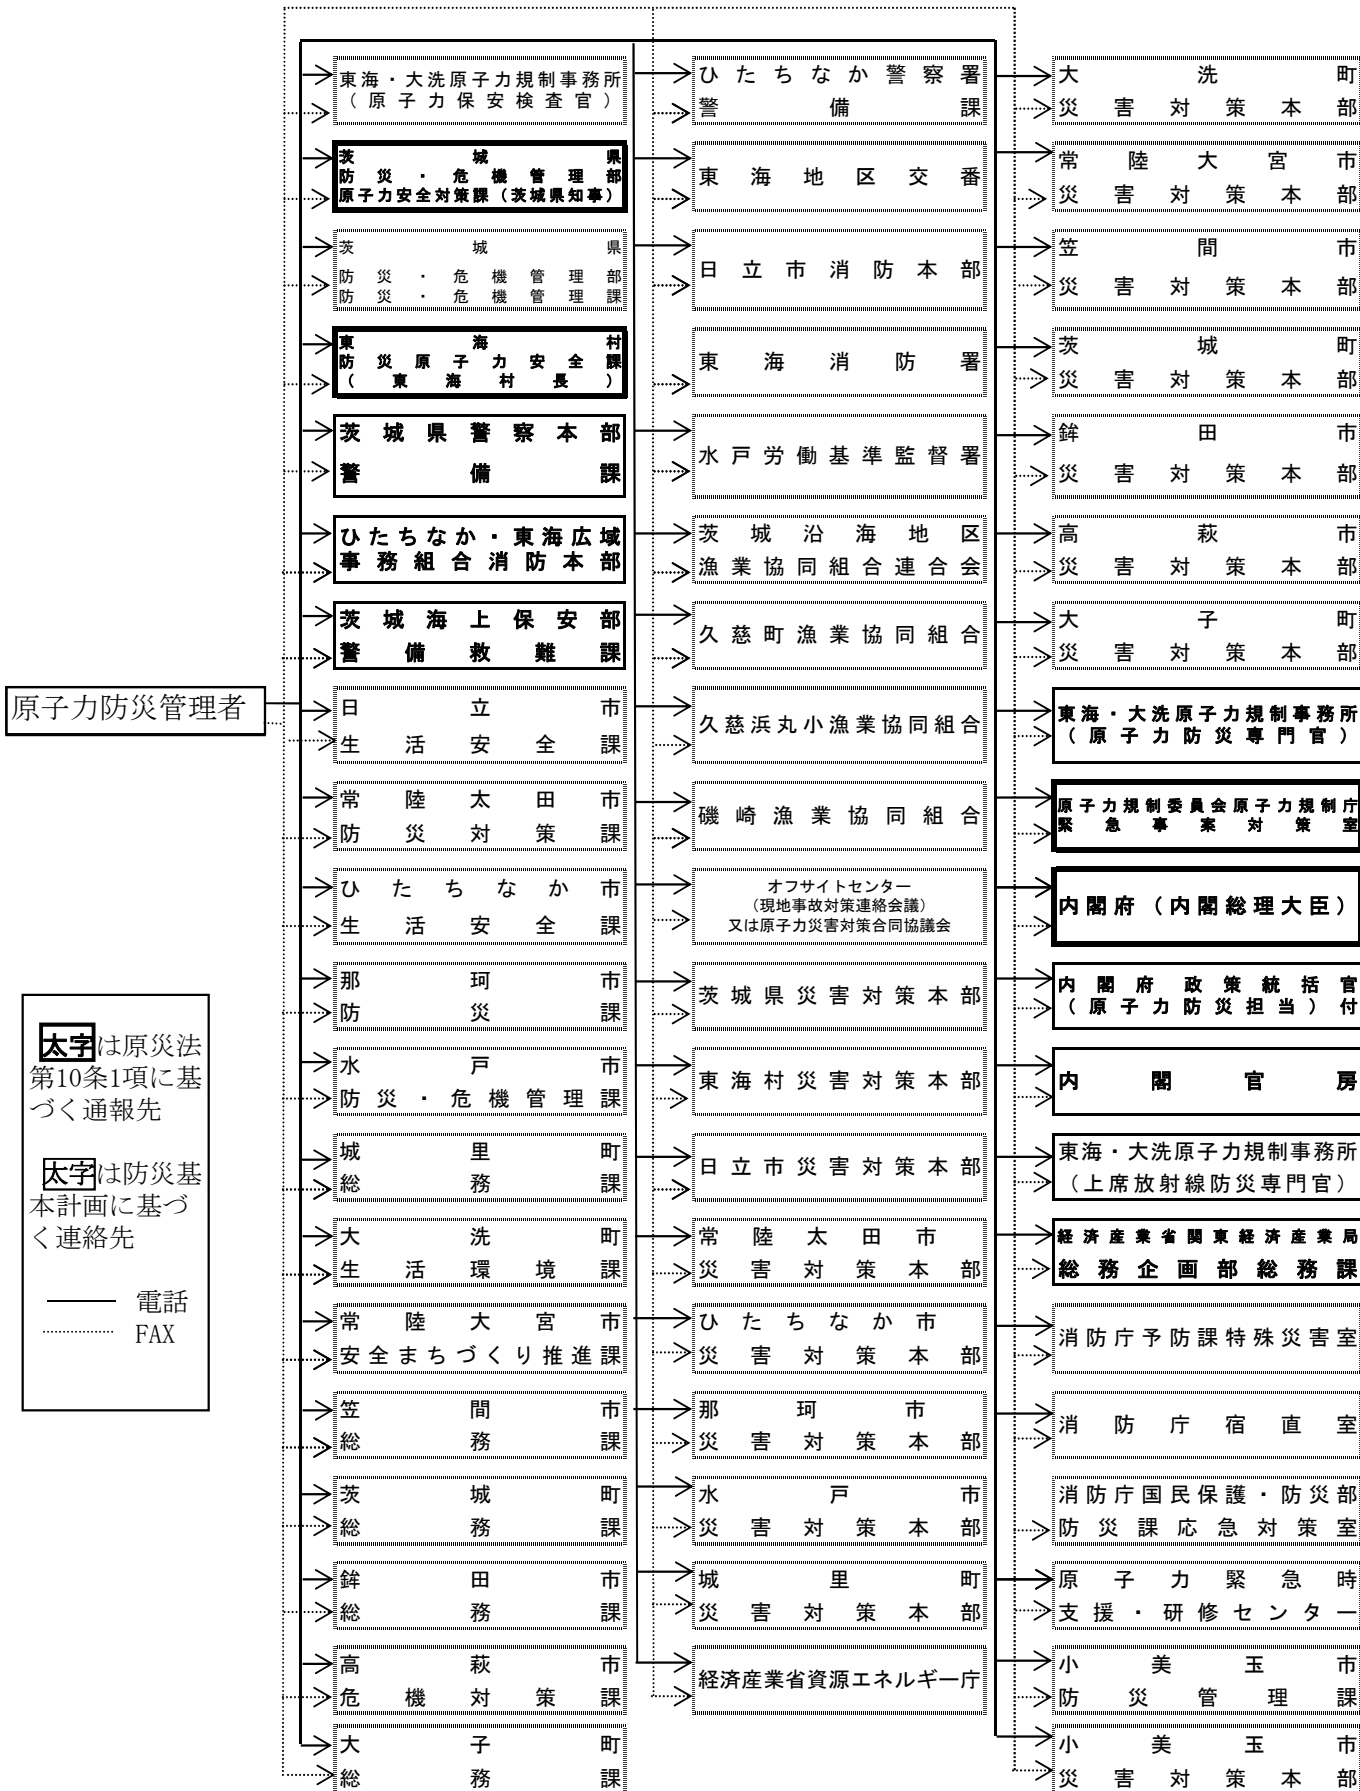 原子力防災管理者
太字は原災法
第10条1項に基
づく通報先
太字は防災基
本計画に基づ
く連絡先
電話
FAX
東海・大洗原子力規制事務所
（原子力保安検査官）
茨城県
防災・危機管理部
原子力安全対策課（茨城県知事）
茨城県
防災・危機管理部
防災・危機管理課
東海村
防災原子力安全課
（東海村長）
茨城県警察本部
警備課
ひたちなか・東海広域
事務組合消防本部
茨城海上保安部
警備救難課
日立市
生活安全課
常陸太田市
防災対策課
ひたちなか市
生活安全課
那珂市
防災課
水戸市
防災・危機管理課
城里町
総務課
大洗町
生活環境課
常陸大宮市
安全まちづくり推進課
笠間市
総務課
茨城町
総務課
鉾田市
総務課
高萩市
危機対策課
大子町
総務課
ひたちなか警察署
警備課
東海地区交番
日立市消防本部
東海消防署
水戸労働基準監督署
茨城沿海地区
漁業協同組合連合会
久慈町漁業協同組合
久慈浜丸小漁業協同組合
磯崎漁業協同組合
オフサイトセンター
（現地事故対策連絡会議）
又は原子力災害対策合同協議会
茨城県災害対策本部
東海村災害対策本部
日立市災害対策本部
常陸太田市
災害対策本部
ひたちなか市
災害対策本部
那珂市
災害対策本部
水戸市
災害対策本部
城里町
災害対策本部
経済産業省資源エネルギー庁
大洗町
災害対策本部
常陸大宮市
災害対策本部
笠間市
災害対策本部
茨城町
災害対策本部
鉾田市
災害対策本部
高萩市
災害対策本部
大子町
災害対策本部
東海・大洗原子力規制事務所
（原子力防災専門官）
原子力規制委員会原子力規制庁
緊急事案対策室
内閣府（内閣総理大臣）
内閣府政策統括官
（原子力防災担当）付
内閣官房
東海・大洗原子力規制事務所
（上席放射線防災専門官）
経済産業省関東経済産業局
総務企画部総務課
消防庁予防課特殊災害室
消防庁宿直室
消防庁国民保護・防災部
防災課応急対策室
原子力緊急時
支援・研修センター
小美玉市
防災管理課
小美玉市
災害対策本部